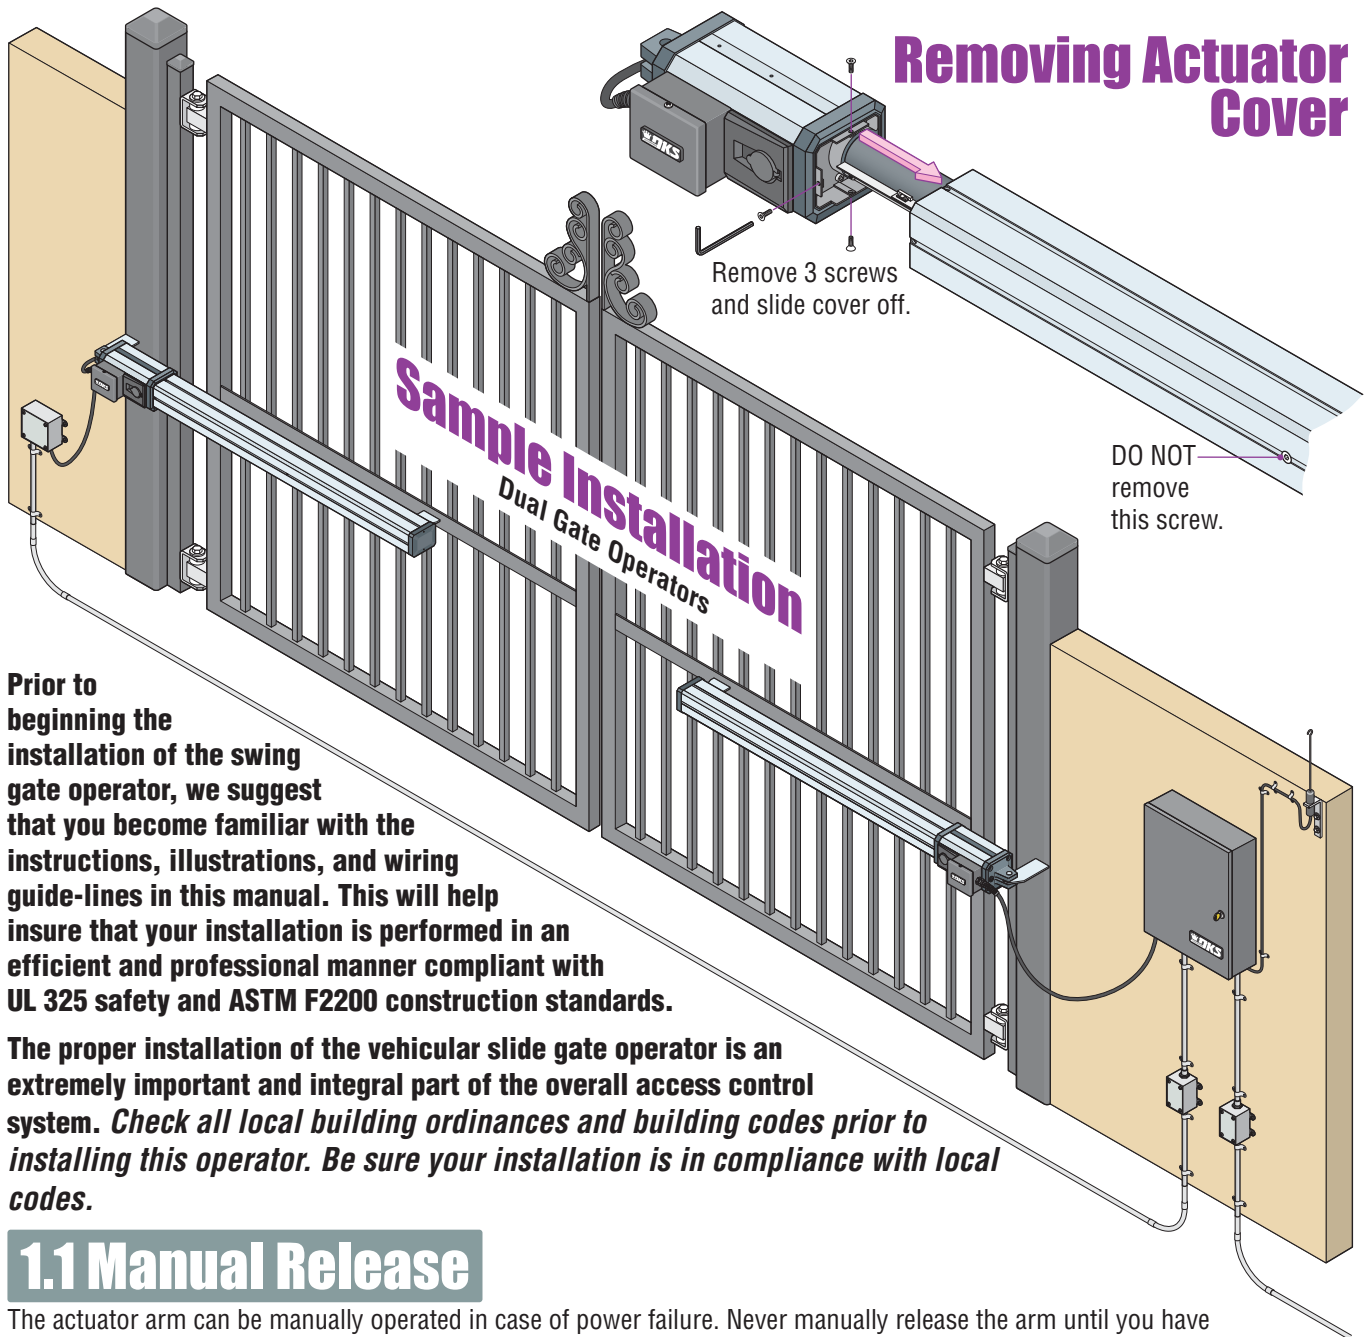 Removing Actuator
Cover
DKS
Remove 3 screws
and slide cover off.
DO NOT
remove
this screw.
Sample Installation
Dual Gate Operators
DKS
DKS
DKS
Prior to
beginning the
installation of the swing
gate operator, we suggest
that you become familiar with the
instructions, illustrations, and wiring
guide-lines in this manual. This will help
insure that your installation is performed in an
efficient and professional manner compliant with
UL 325 safety and ASTM F2200 construction standards.
The proper installation of the vehicular slide gate operator is an
extremely important and integral part of the overall access control
system. Check all local building ordinances and building codes prior to
installing this operator. Be sure your installation is in compliance with local
codes.
1.1 Manual Release
The actuator arm can be manually operated in case of power failure. Never manually release the arm until you have